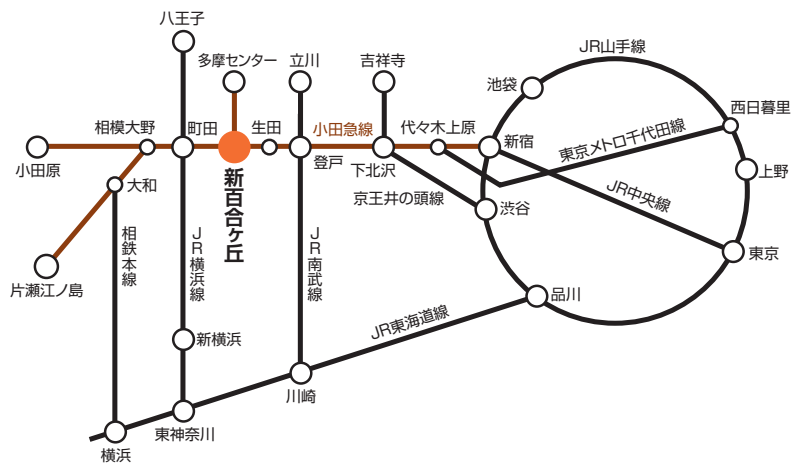 八王子
JR山手線
多摩センター
立川
吉祥寺
池袋
西日暮里
相模大野
町田
生田
小田急線
代々木上原
新宿
東京メトロ千代田線
小田原
登戸
下北沢
上野
大和
新百合ヶ丘
京王井の頭線
渋谷
JR中央線
東京
片瀬江ノ島
相鉄本線
JR横浜線
JR南武線
品川
新横浜
JR東海道線
川崎
東神奈川
横浜